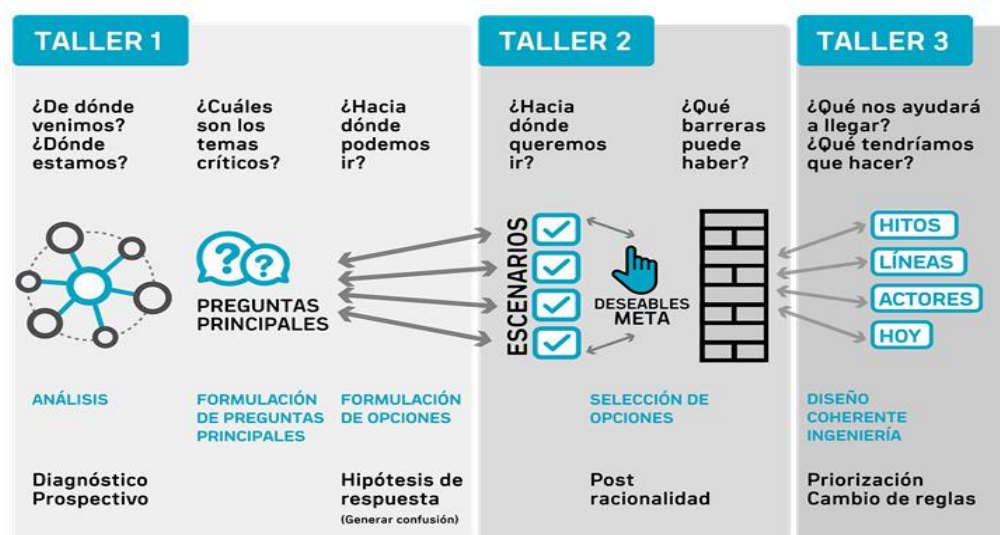 TALLER 1
¿De dónde
venimos?
¿Dónde
estamos?
¿Cuáles
son los
temas
críticos?
¿Hacia
dónde
podemos
ir?
PREGUNTAS
PRINCIPALES
ANÁLISIS
FORMULACIÓN
DE PREGUNTAS
PRINCIPALES
FORMULACIÓN
DE OPCIONES
Diagnóstico
Prospectivo
Hipótesis de
respuesta
(Generar confusión)
TALLER 2
¿Hacia
dónde
queremos
ir?
¿Qué
barreras
puede
haber?
ESCENARIOS
DESEABLES
META
SELECCIÓN DE
OPCIONES
Post
racionalidad
TALLER 3
¿Qué nos ayudará
a llegar?
¿Qué tendríamos
que hacer?
HITOS
LÍNEAS
ACTORES
HOY
DISEÑO
COHERENTE
INGENIERÍA
Priorización
Cambio de reglas